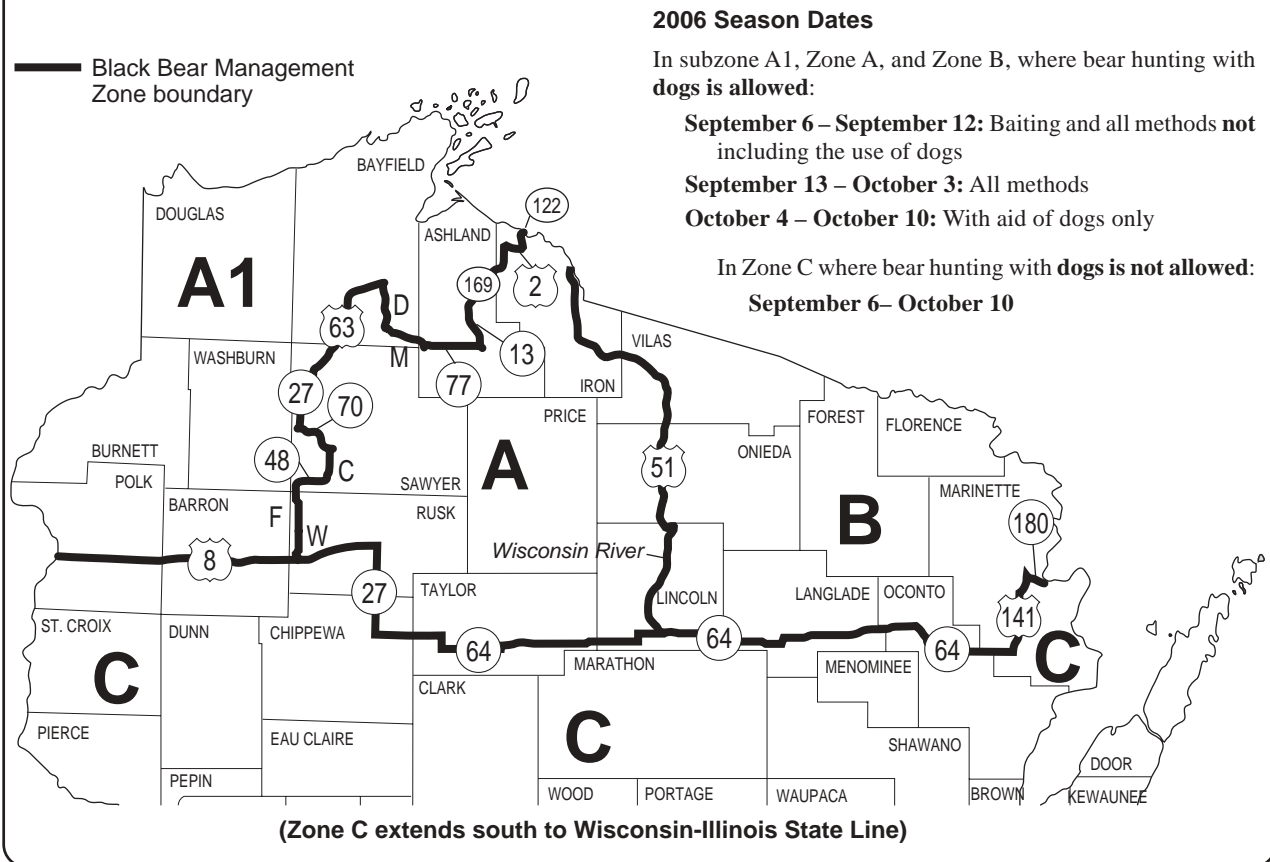 2006 Season Dates
In subzone A1, Zone A, and Zone B, where bear hunting with
dogs is allowed:
September 6 – September 12: Baiting and all methods not
including the use of dogs
September 13 – October 3: All methods
October 4 – October 10: With aid of dogs only
In Zone C where bear hunting with dogs is not allowed:
September 6– October 10
Black Bear Management
Zone boundary
BAYFIELD
DOUGLAS
122
ASHLAND
A1
169
2
D
63
M
13
VILAS
WASHBURN
77
IRON
27
70
PRICE
FOREST
FLORENCE
BURNETT
48
C
A
51
ONIEDA
POLK
SAWYER
MARINETTE
BARRON
RUSK
F
W
B
180
8
Wisconsin River
27
TAYLOR
LINCOLN
LANGLADE
OCONTO
141
ST. CROIX
DUNN
CHIPPEWA
64
64
64
C
C
MARATHON
MENOMINEE
CLARK
C
PIERCE
EAU CLAIRE
SHAWANO
DOOR
PEPIN
WOOD
PORTAGE
WAUPACA
BROWN
KEWAUNEE
(Zone C extends south to Wisconsin-Illinois State Line)